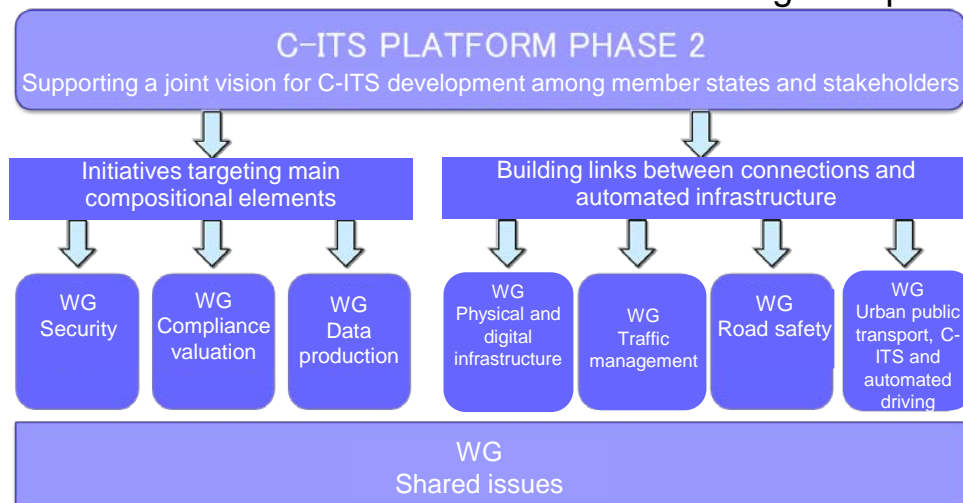 C-ITS PLATFORM PHASE 2
Supporting a joint vision for C-ITS development among member states and stakeholders
Initiatives targeting main
compositional elements
Building links between connections and
automated infrastructure
WG
Security
WG
Compliance
valuation
WG
Data
production
WG
Physical and
digital
infrastructure
WG
Traffic
management
WG
Road safety
WG
Urban public
transport, C-
ITS and
automated
driving
WG
Shared issues